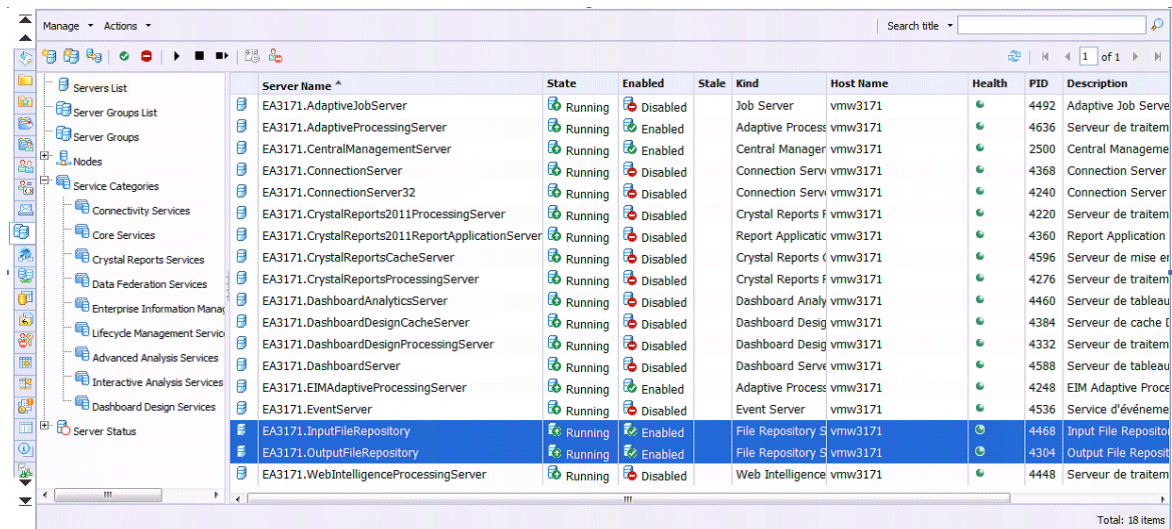 Manage Actions Search title
1 of 1
Servers List
Server Groups List
Server Groups
Nodes
Service Categories
Connectivity Services
Core Services
Crystal Reports Services
Data Federation Services
Enterprise Information Manag
Lifecycle Management Servic
Advanced Analysis Services
Interactive Analysis Services
Dashboard Design Services
Server Status
Server Name State Enabled Stale Kind Host Name Health PID Description
EA3171.AdaptiveJobServer Running Disabled Job Server vmw3171 4492 Adaptive Job Serve
EA3171.AdaptiveProcessingServer Running Enabled Adaptive Process vmw3171 4636 Serveur de traitem
EA3171.CentralManagementServer Running Enabled Central Manager vmw3171 2500 Central Manageme
EA3171.ConnectionServer Running Disabled Connection Serv vmw3171 4368 Connection Server
EA3171.ConnectionServer32 Running Disabled Connection Serv vmw3171 4240 Connection Server
EA3171.CrystalReports2011ProcessingServer Running Disabled Crystal Reports P vmw3171 4220 Serveur de traitem
EA3171.CrystalReports2011ReportApplicationServer Running Disabled Report Applicatic vmw3171 4360 Report Application
EA3171.CrystalReportsCacheServer Running Disabled Crystal Reports C vmw3171 4596 Serveur de mise en
EA3171.CrystalReportsProcessingServer Running Disabled Crystal Reports P vmw3171 4276 Serveur de traitem
EA3171.DashboardAnalyticsServer Running Disabled Dashboard Analy vmw3171 4460 Serveur de tableau
EA3171.DashboardDesignCacheServer Running Disabled Dashboard Desig vmw3171 4384 Serveur de cache D
EA3171.DashboardDesignProcessingServer Running Disabled Dashboard Desig vmw3171 4332 Serveur de traitem
EA3171.DashboardServer Running Disabled Dashboard Serve vmw3171 4588 Serveur de tableau
EA3171.EIMAdaptiveProcessingServer Running Enabled Adaptive Process vmw3171 4248 EIM Adaptive Proce
EA3171.EventServer Running Disabled Event Server vmw3171 4536 Service d'événeme
EA3171.InputFileRepository Running Enabled File Repository S vmw3171 4468 Input File Reposito
EA3171.OutputFileRepository Running Enabled File Repository S vmw3171 4304 Output File Reposit
EA3171.WebIntelligenceProcessingServer Running Disabled Web Intelligence vmw3171 4448 Serveur de traitem
Total: 18 items